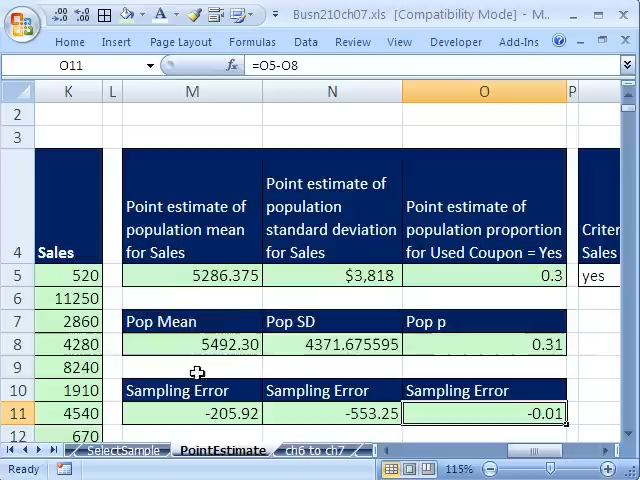 Busn210ch07.xls [Compatibility Mode] - M...
Home Insert Page Layout Formulas Data Review View Developer Add-Ins
O11 fx =O5-O8
K L M N O P
2
3
4
Sales
Point estimate of
population mean
for Sales
Point estimate of
population
standard deviation
for Sales
Point estimate of
population proportion
for Used Coupon = Yes
Criter
Sales
5 520 5286.375 $3,818 0.3 yes
6 11250
7 2860 Pop Mean Pop SD Pop p
8 4280 5492.30 4371.675595 0.31
9 8240
10 1910 Sampling Error Sampling Error Sampling Error
11 4540 -205.92 -553.25 -0.01
12 670
SelectSample PointEstimate ch6 to ch7
Ready 115%